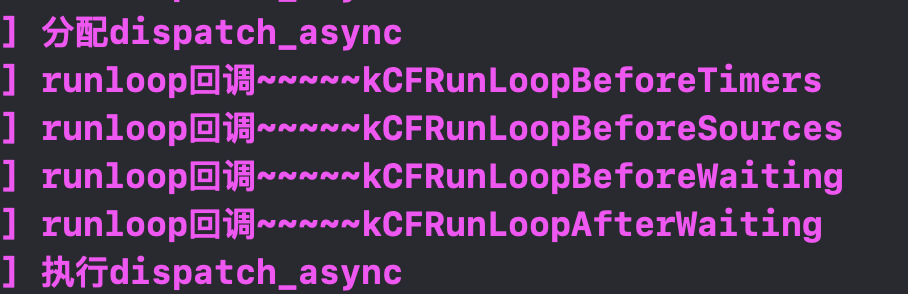 ] 分配dispatch_async
] runloop回调~~~~~kCFRunLoopBeforeTimers
] runloop回调~~~~~kCFRunLoopBeforeSources
] runloop回调~~~~~kCFRunLoopBeforeWaiting
] runloop回调~~~~~kCFRunLoopAfterWaiting
] 执行dispatch_async